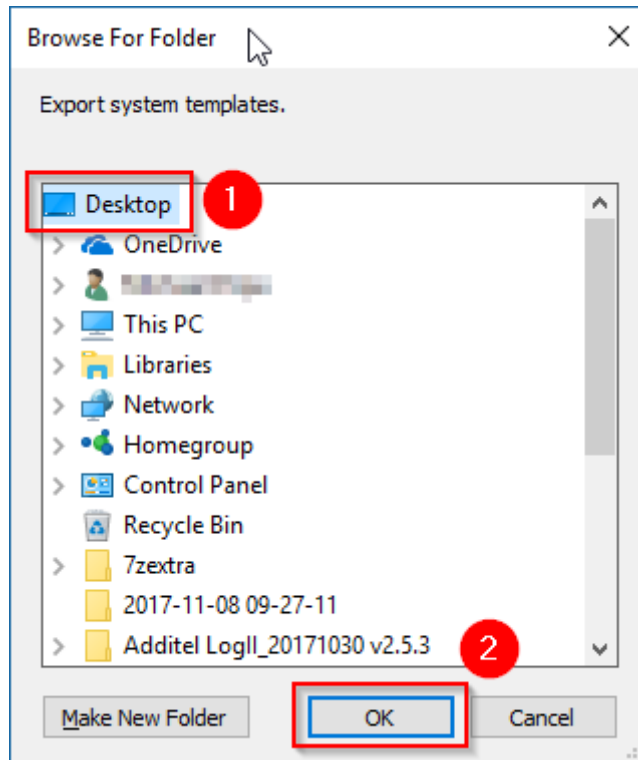 Browse For Folder
Export system templates.
Desktop
1
OneDrive
This PC
Libraries
Network
Homegroup
Control Panel
Recycle Bin
7zextra
2017-11-08 09-27-11
Additel LogII_20171030 v2.5.3
2
Make New Folder
OK
Cancel